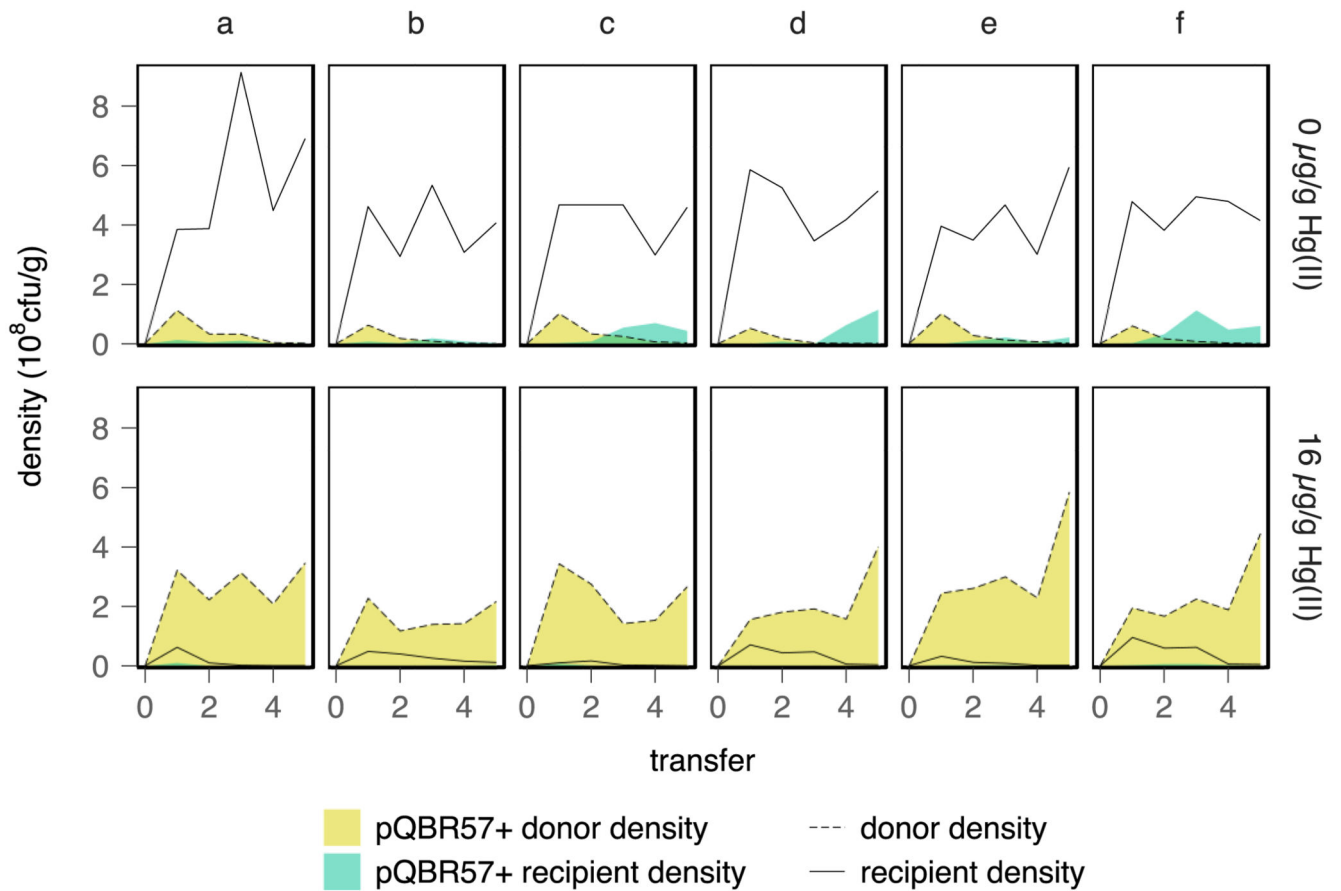 a b c d e f
8
6
4
2
0
0 µg/g Hg(II)
density (10⁸cfu/g)
8
6
4
2
0
16 µg/g Hg(II)
0 2 4 0 2 4 0 2 4 0 2 4 0 2 4 0 2 4
transfer
pQBR57+ donor density
donor density
pQBR57+ recipient density
recipient density